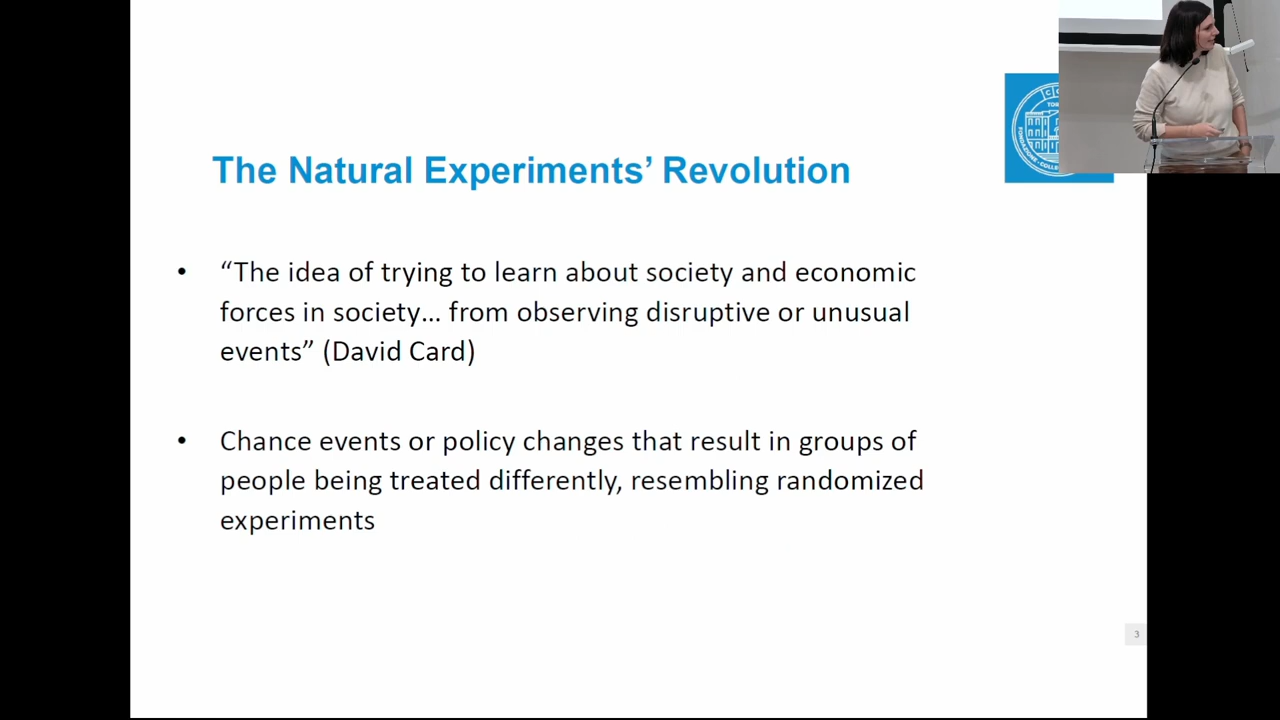 The Natural Experiments’ Revolution
• “The idea of trying to learn about society and economic
forces in society… from observing disruptive or unusual
events” (David Card)
• Chance events or policy changes that result in groups of
people being treated differently, resembling randomized
experiments
3